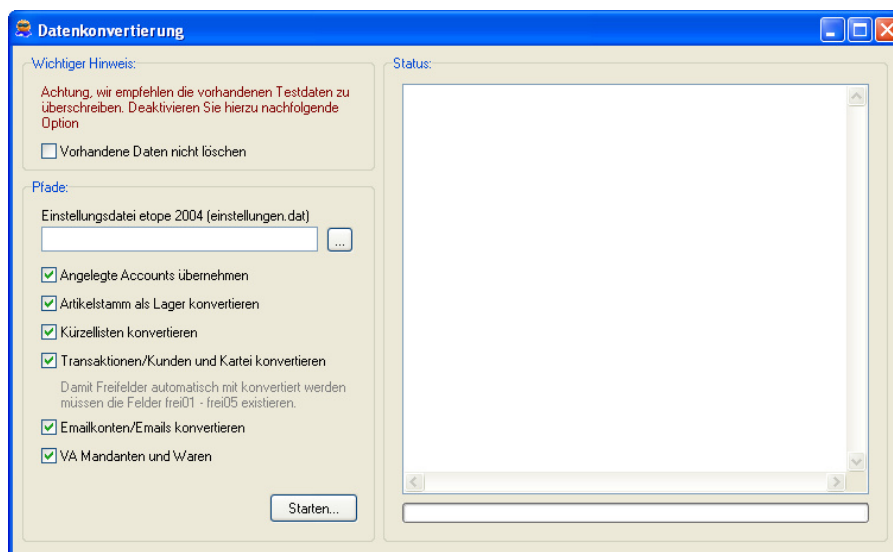 Datenkonvertierung
Wichtiger Hinweis:
Achtung, wir empfehlen die vorhandenen Testdaten zu
überschreiben. Deaktivieren Sie hierzu nachfolgende
Option
Vorhandene Daten nicht löschen
Pfade:
Einstellungsdatei etope 2004 (einstellungen.dat)
...
Angelegte Accounts übernehmen
Artikelstamm als Lager konvertieren
Kürzellisten konvertieren
Transaktionen/Kunden und Kartei konvertieren
Damit Freifelder automatisch mit konvertiert werden
müssen die Felder frei01 - frei05 existieren.
Emailkonten/Emails konvertieren
VA Mandanten und Waren
Starten...
Status: